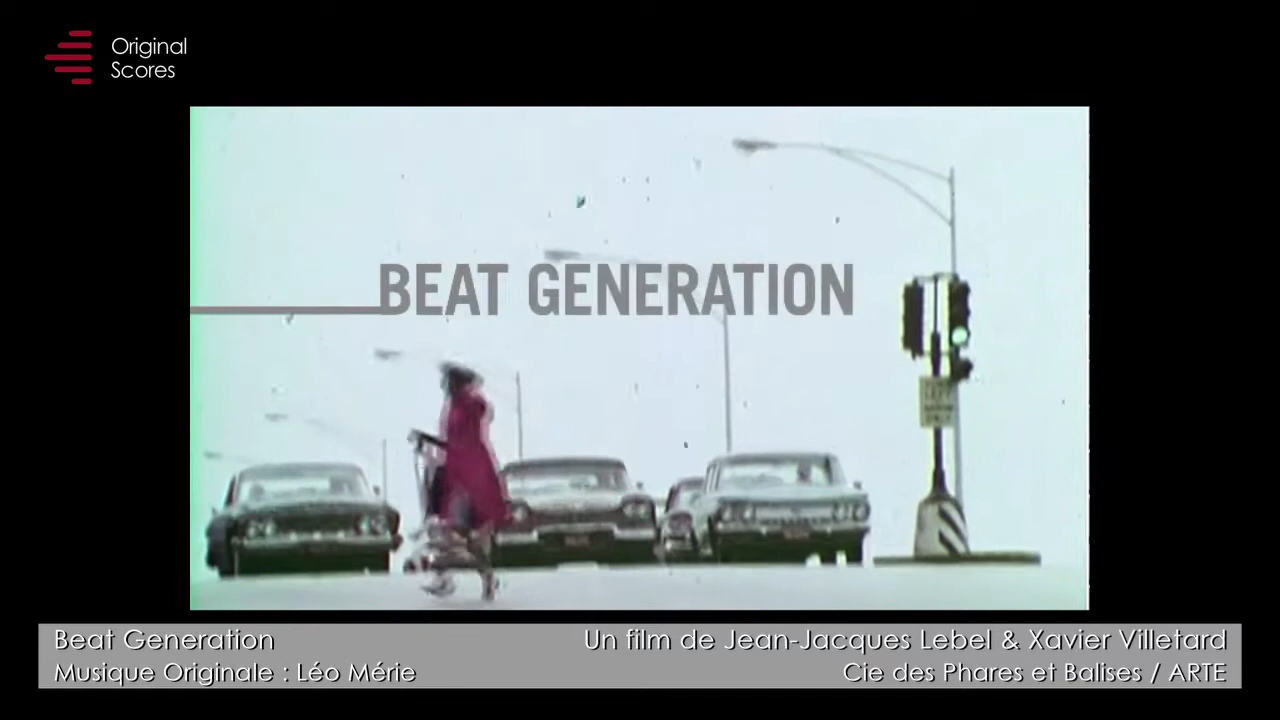 Original
Scores
BEAT GENERATION
Beat Generation
Un film de Jean-Jacques Lebel & Xavier Villetard
Musique Originale : Léo Mérie
Cie des Phares et Balises / ARTE